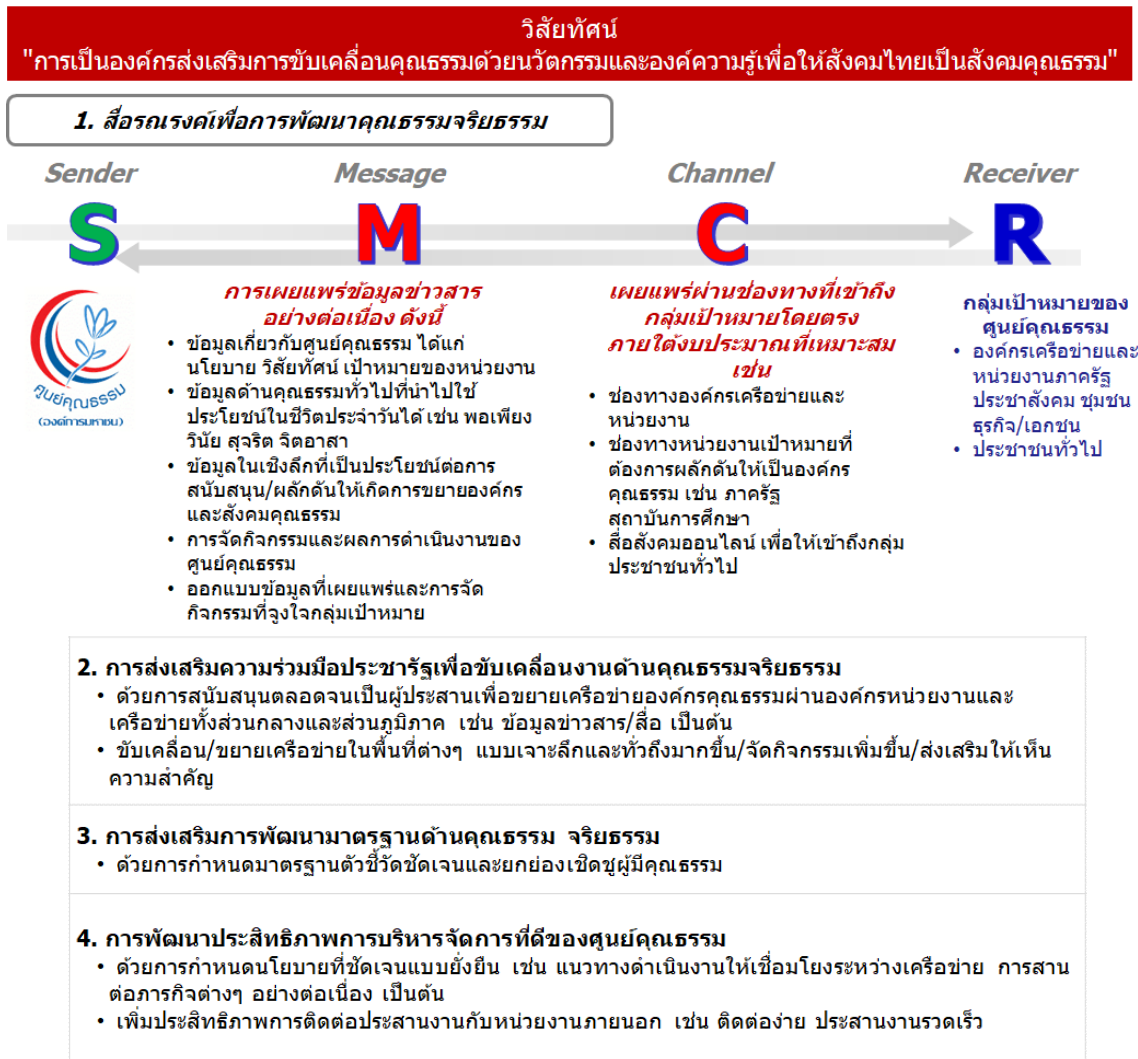 วิสัยทัศน์
"การเป็นองค์กรส่งเสริมการขับเคลื่อนคุณธรรมด้วยนวัตกรรมและองค์ความรู้เพื่อให้สังคมไทยเป็นสังคมคุณธรรม"
1. สื่อรณรงค์เพื่อการพัฒนาคุณธรรมจริยธรรม
Sender
Message
Channel
Receiver
S
M
C
R
ศูนย์คุณธรรม
(องค์การมหาชน)
การเผยแพร่ข้อมูลข่าวสาร
อย่างต่อเนื่อง ดังนี้
• ข้อมูลเกี่ยวกับศูนย์คุณธรรม ได้แก่
นโยบาย วิสัยทัศน์ เป้าหมายของหน่วยงาน
• ข้อมูลด้านคุณธรรมทั่วไปที่นำไปใช้
ประโยชน์ในชีวิตประจำวันได้ เช่น พอเพียง
วินัย สุจริต จิตอาสา
• ข้อมูลในเชิงลึกที่เป็นประโยชน์ต่อการ
สนับสนุน/ผลักดันให้เกิดการขยายองค์กร
และสังคมคุณธรรม
• การจัดกิจกรรมและผลการดำเนินงานของ
ศูนย์คุณธรรม
• ออกแบบข้อมูลที่เผยแพร่และการจัด
กิจกรรมที่จูงใจกลุ่มเป้าหมาย
เผยแพร่ผ่านช่องทางที่เข้าถึง
กลุ่มเป้าหมายโดยตรง
ภายใต้งบประมาณที่เหมาะสม
เช่น
• ช่องทางองค์กรเครือข่ายและ
หน่วยงาน
• ช่องทางหน่วยงานเป้าหมายที่
ต้องการผลักดันให้เป็นองค์กร
คุณธรรม เช่น ภาครัฐ
สถาบันการศึกษา
• สื่อสังคมออนไลน์ เพื่อให้เข้าถึงกลุ่ม
ประชาชนทั่วไป
กลุ่มเป้าหมายของ
ศูนย์คุณธรรม
• องค์กรเครือข่ายและ
หน่วยงานภาครัฐ
ประชาสังคม ชุมชน
ธุรกิจ/เอกชน
• ประชาชนทั่วไป
2. การส่งเสริมความร่วมมือประชารัฐเพื่อขับเคลื่อนงานด้านคุณธรรมจริยธรรม
• ด้วยการสนับสนุนตลอดจนเป็นผู้ประสานเพื่อขยายเครือข่ายองค์กรคุณธรรมผ่านองค์กรหน่วยงานและ
เครือข่ายทั้งส่วนกลางและส่วนภูมิภาค เช่น ข้อมูลข่าวสาร/สื่อ เป็นต้น
• ขับเคลื่อน/ขยายเครือข่ายในพื้นที่ต่างๆ แบบเจาะลึกและทั่วถึงมากขึ้น/จัดกิจกรรมเพิ่มขึ้น/ส่งเสริมให้เห็น
ความสำคัญ
3. การส่งเสริมการพัฒนามาตรฐานด้านคุณธรรม จริยธรรม
• ด้วยการกำหนดมาตรฐานตัวชี้วัดชัดเจนและยกย่องเชิดชูผู้มีคุณธรรม
4. การพัฒนาประสิทธิภาพการบริหารจัดการที่ดีของศูนย์คุณธรรม
• ด้วยการกำหนดนโยบายที่ชัดเจนแบบยั่งยืน เช่น แนวทางดำเนินงานให้เชื่อมโยงระหว่างเครือข่าย การสาน
ต่อภารกิจต่างๆ อย่างต่อเนื่อง เป็นต้น
• เพิ่มประสิทธิภาพการติดต่อประสานงานกับหน่วยงานภายนอก เช่น ติดต่อง่าย ประสานงานรวดเร็ว